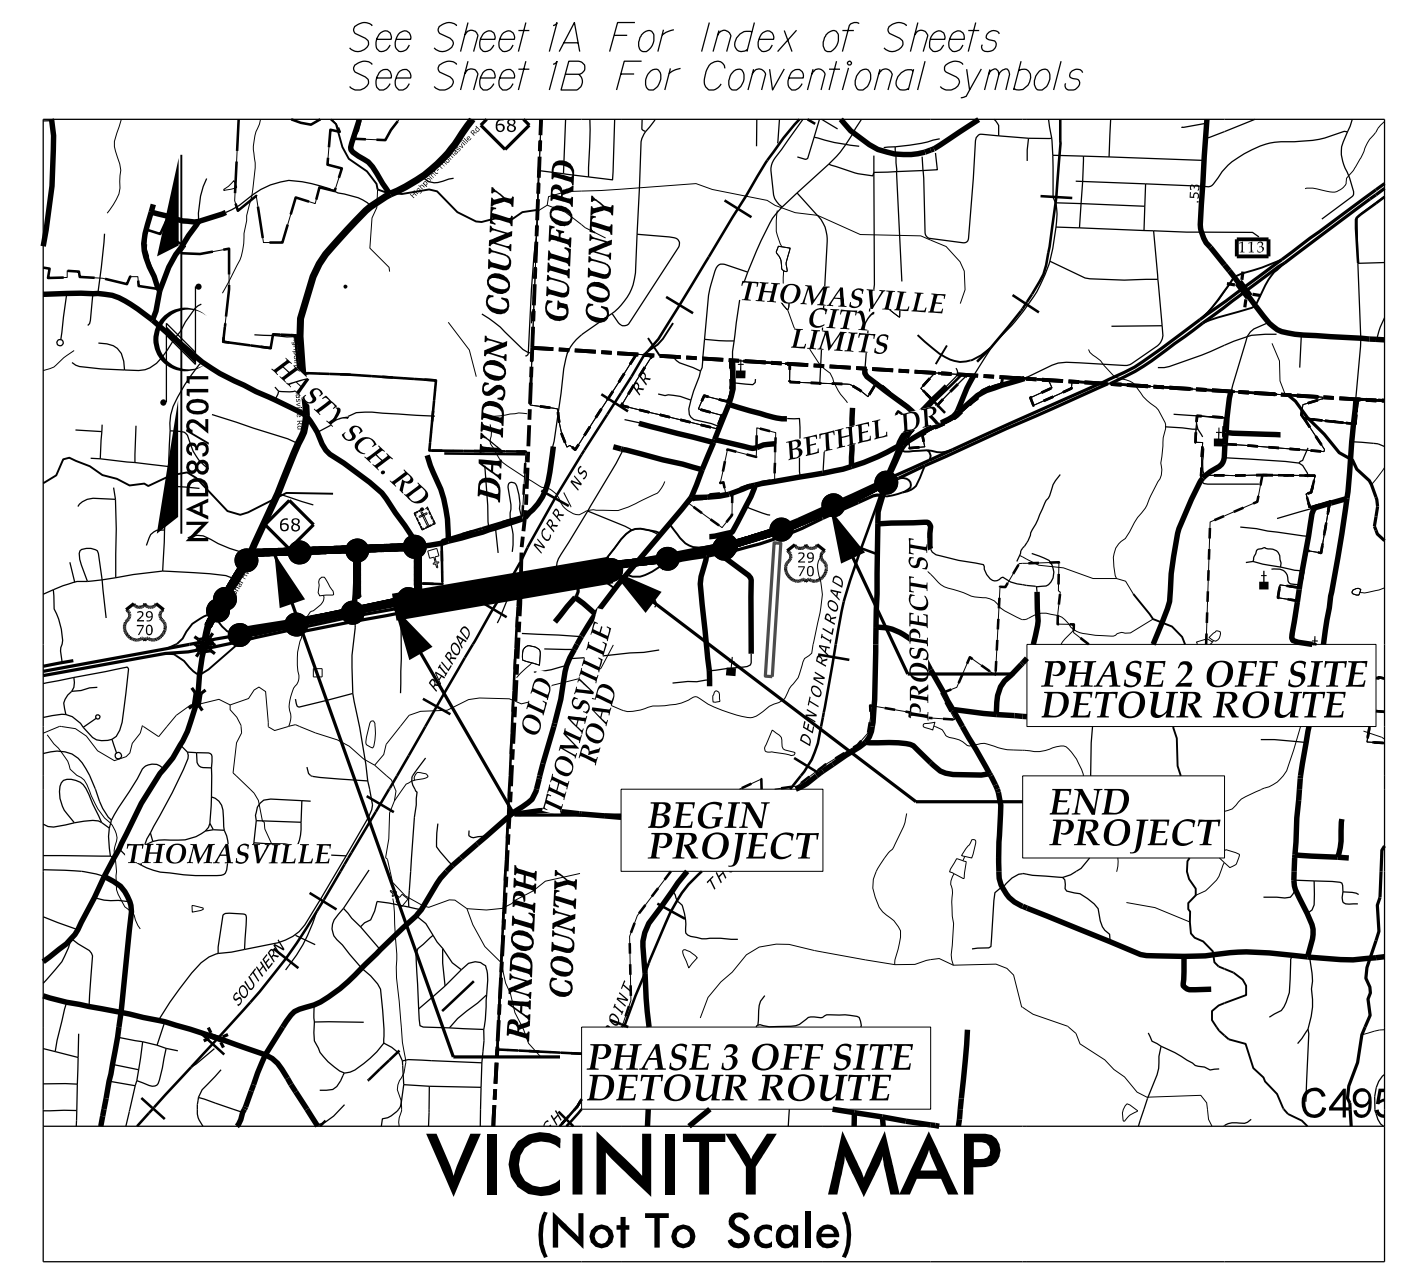 See Sheet 1A For Index of Sheets
See Sheet 1B For Conventional Symbols
68
DAVIDSON COUNTY
GUILFORD
COUNTY
.53
113
THOMASVILLE
CITY
LIMITS
NAD83/2011
HASTY SCH. RD
RR
NCRRIV NS
BETHEL DR
68
29
70
29
70
RAILROAD
OLD
THOMASVILLE
ROAD
DENTON RAILROAD
PROSPECT ST
PHASE 2 OFF SITE
DETOUR ROUTE
BEGIN
PROJECT
END
PROJECT
THOMASVILLE
RANDOLPH
COUNTY
SOUTHERN
PHASE 3 OFF SITE
DETOUR ROUTE
VICINITY MAP
(Not To Scale)